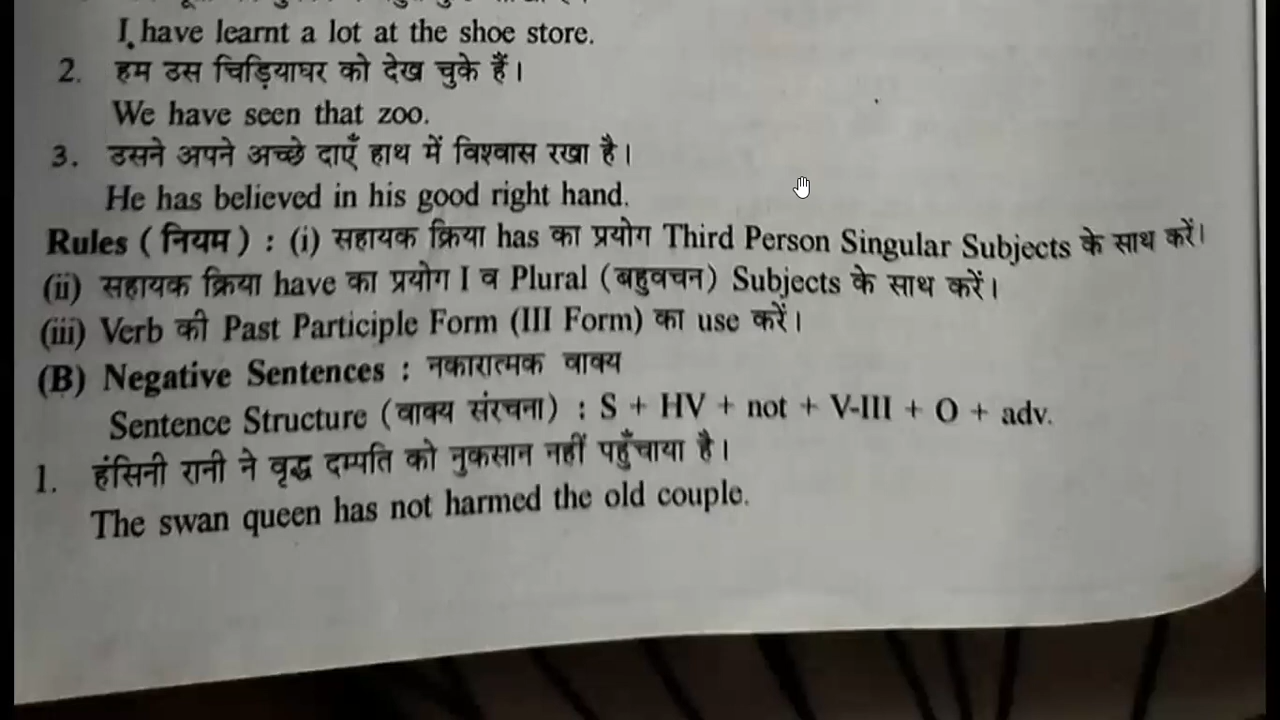 I have learnt a lot at the shoe store.
2. हम उस चिड़ियाघर को देख चुके हैं।
We have seen that zoo.
3. उसने अपने अच्छे दाएँ हाथ में विश्वास रखा है।
He has believed in his good right hand.
Rules ( नियम ) : (i) सहायक क्रिया has का प्रयोग Third Person Singular Subjects के साथ करें।
(ii) सहायक क्रिया have का प्रयोग I व Plural (बहुवचन) Subjects के साथ करें।
(iii) Verb की Past Participle Form (III Form) का use करें।
(B) Negative Sentences : नकारात्मक वाक्य
Sentence Structure (वाक्य संरचना) : S + HV + not + V-III + O + adv.
1. हंसिनी रानी ने वृद्ध दम्पति को नुकसान नहीं पहुँचाया है।
The swan queen has not harmed the old couple.